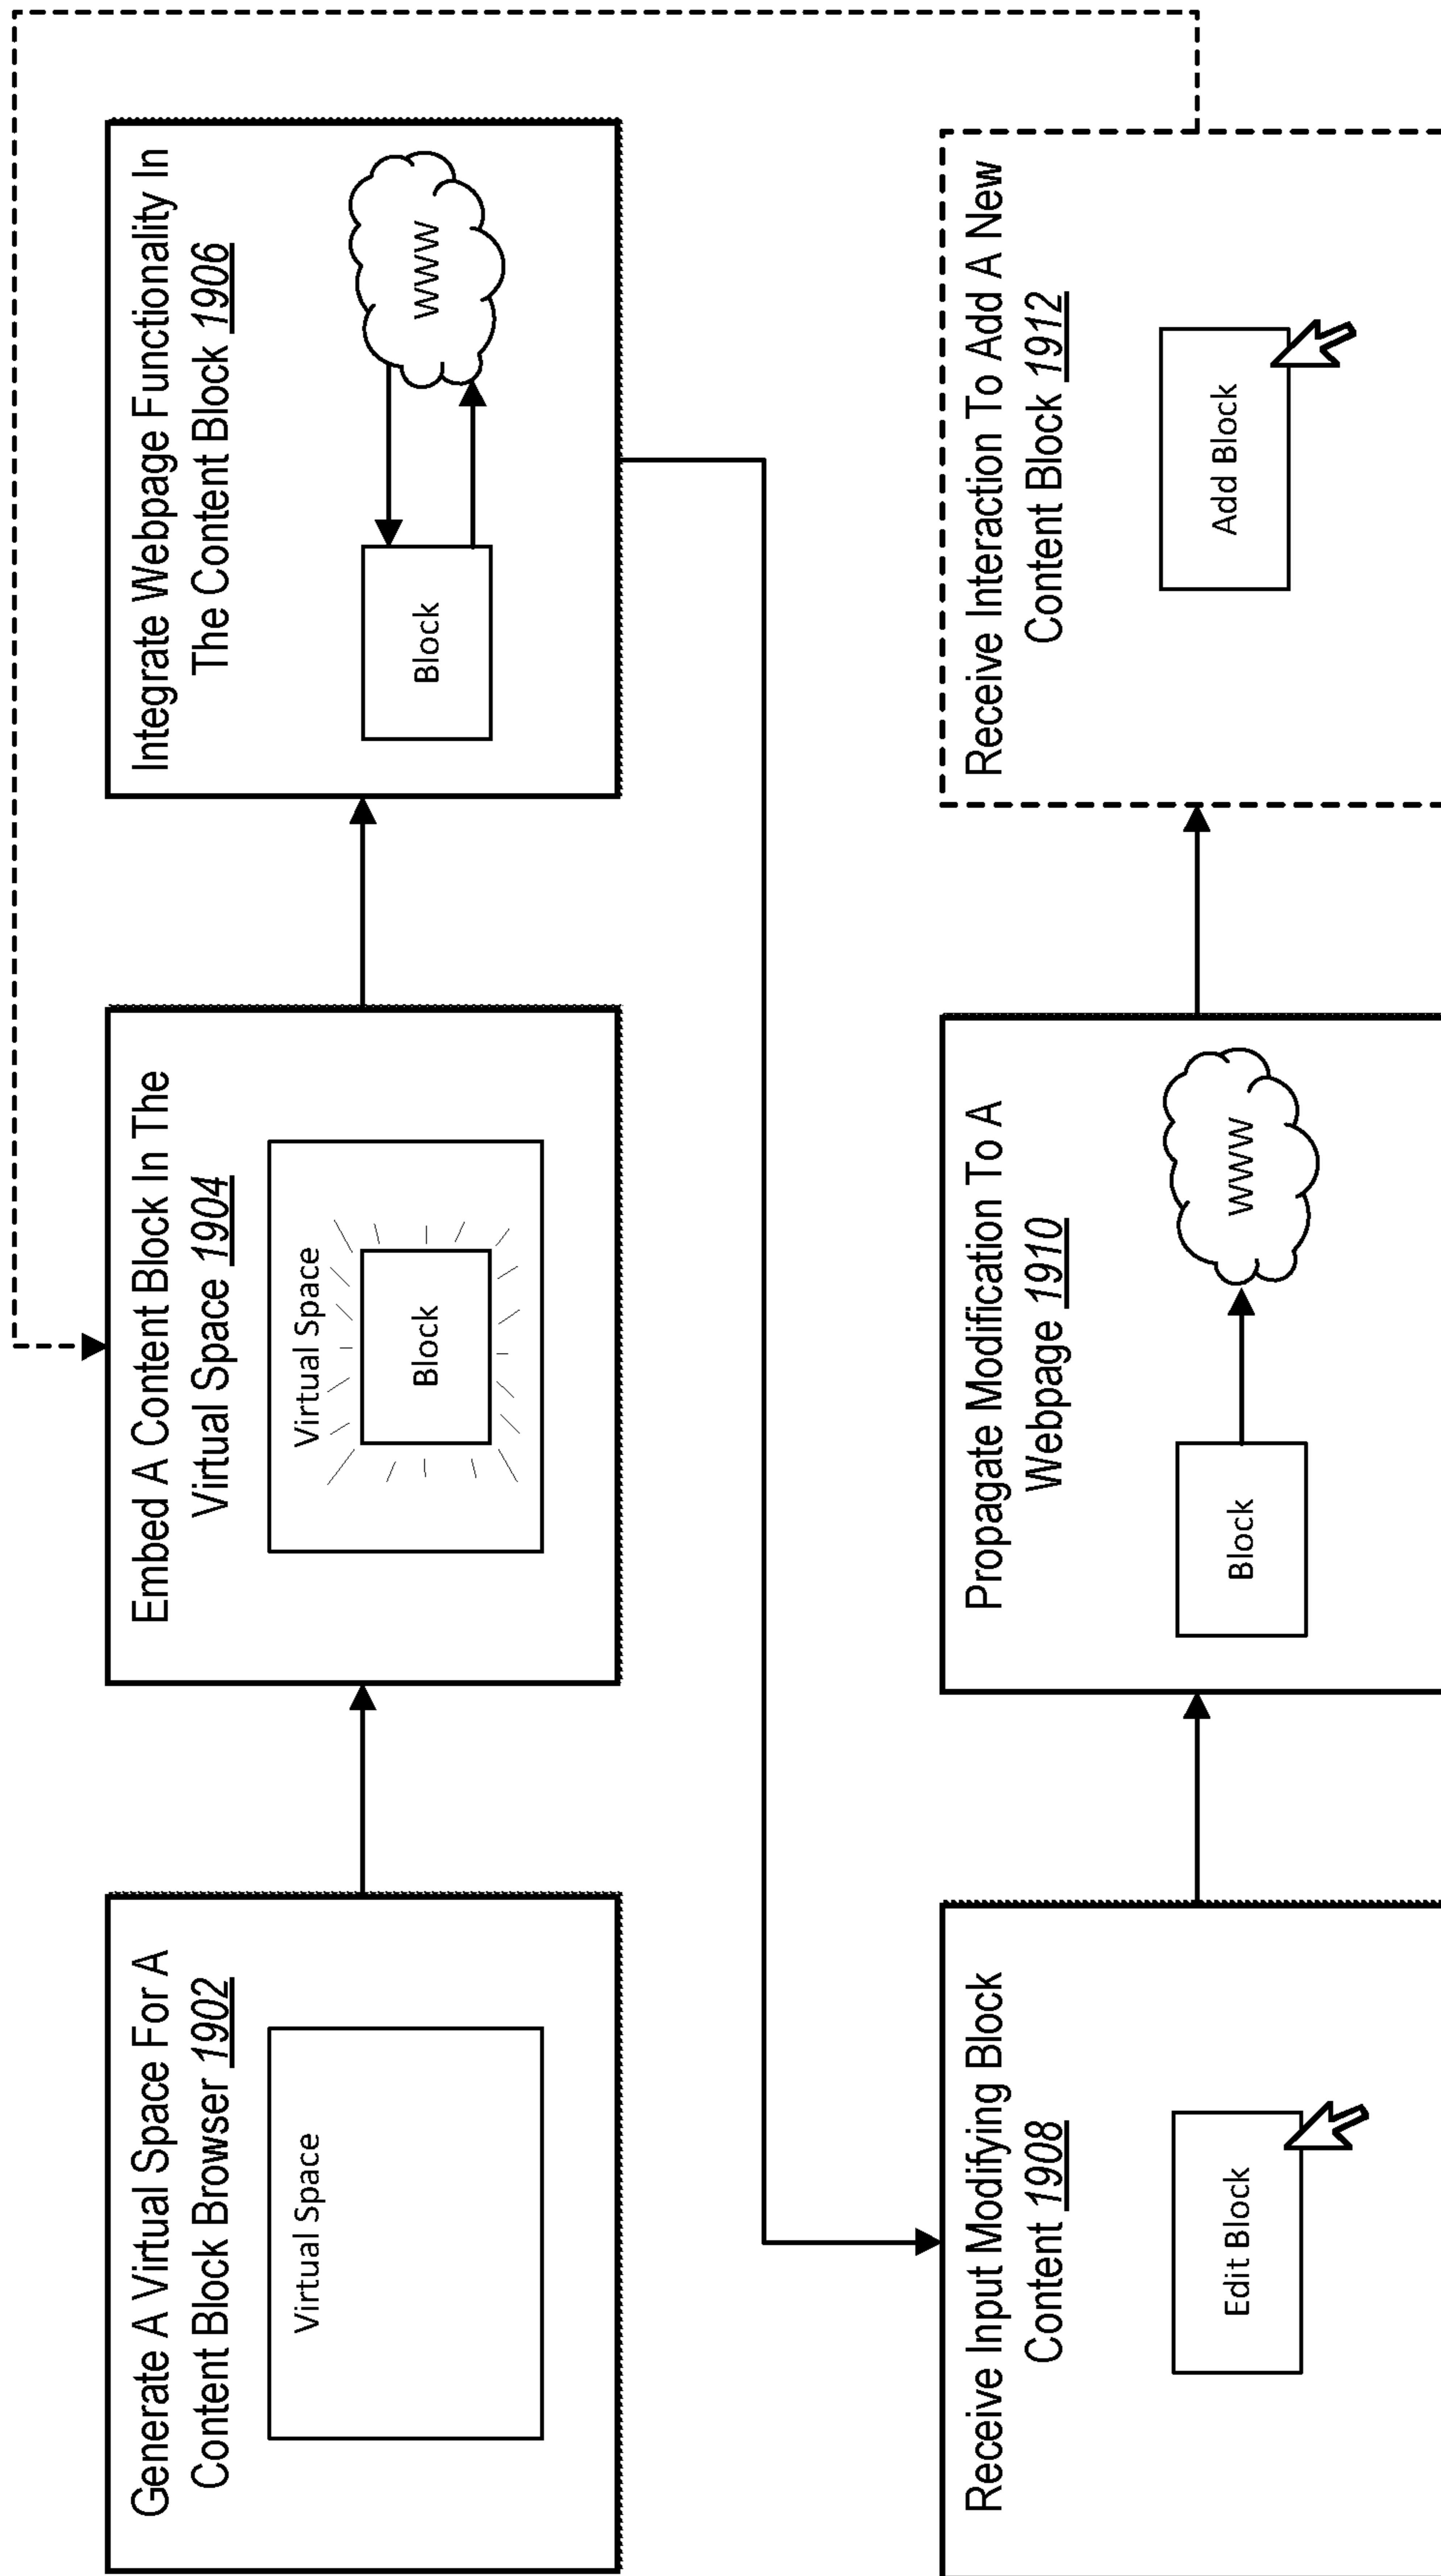 Generate A Virtual Space For A
Content Block Browser 1902
Virtual Space
Embed A Content Block In The
Virtual Space 1904
Virtual Space
Block
Integrate Webpage Functionality In
The Content Block 1906
Block
WWW
Receive Input Modifying Block
Content 1908
Edit Block
Propagate Modification To A
Webpage 1910
Block
WWW
Receive Interaction To Add A New
Content Block 1912
Add Block